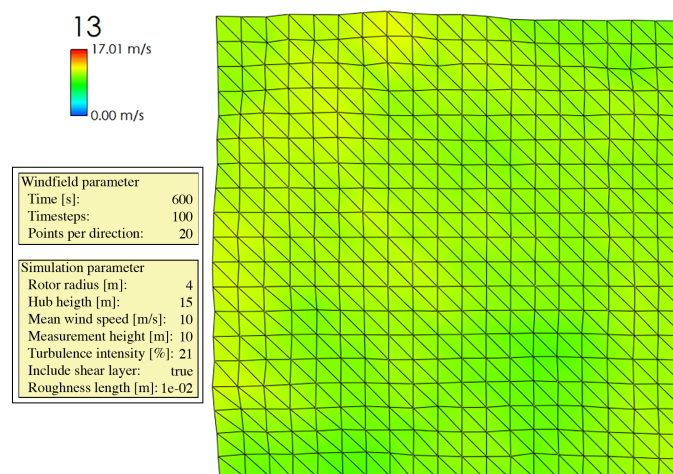 13
17.01 m/s
0.00 m/s
Windfield parameter
Time [s]: 600
Timesteps: 100
Points per direction: 20
Simulation parameter
Rotor radius [m]: 4
Hub heigth [m]: 15
Mean wind speed [m/s]: 10
Measurement height [m]: 10
Turbulence intensity [%]: 21
Include shear layer: true
Roughness length [m]: 1e-02